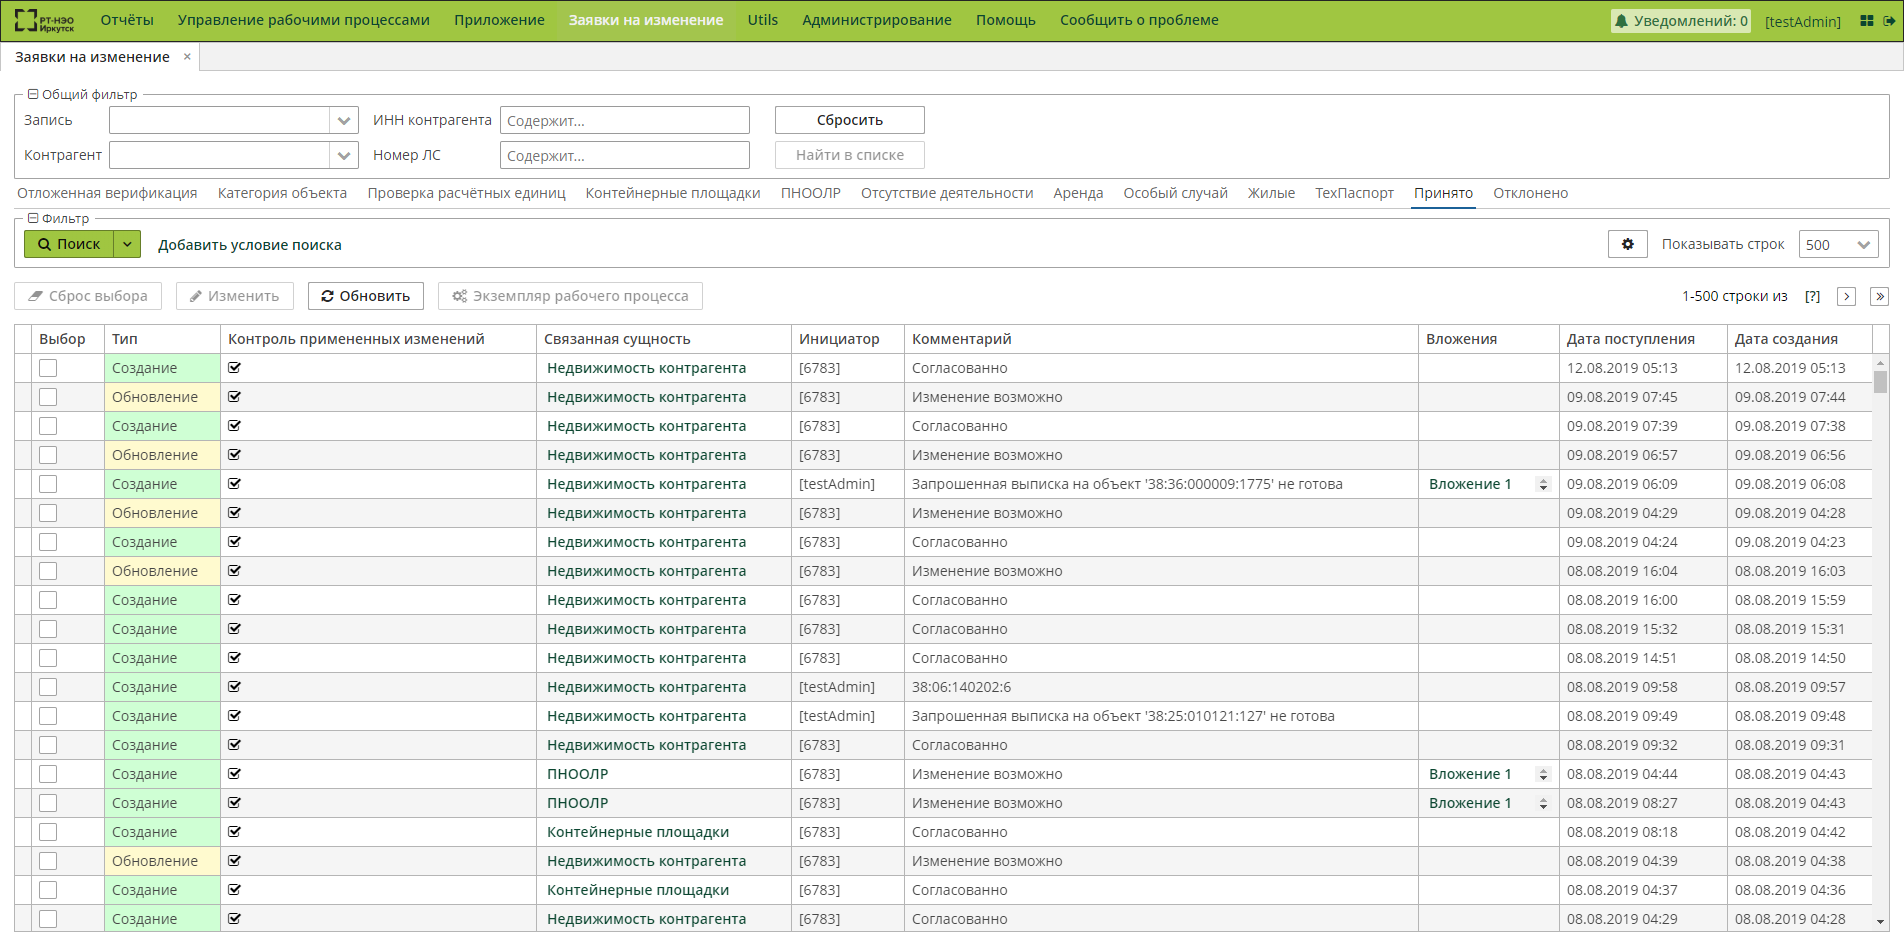 РТ-НЭО Иркутск Отчёты Управление рабочими процессами Приложение Заявки на изменение Utils Администрирование Помощь Сообщить о проблеме Уведомлений: 0 [testAdmin]
Заявки на изменение ×
Общий фильтр
Запись ИНН контрагента Содержит... Сбросить
Контрагент Номер ЛС Содержит... Найти в списке
Отложенная верификация Категория объекта Проверка расчётных единиц Контейнерные площадки ПНООЛР Отсутствие деятельности Аренда Особый случай Жилые ТехПаспорт Принято Отклонено
Фильтр
Поиск Добавить условие поиска Показывать строк 500
Сброс выбора Изменить Обновить Экземпляр рабочего процесса 1-500 строки из [?]
Выбор Тип Контроль примененных изменений Связанная сущность Инициатор Комментарий Вложения Дата поступления Дата создания
Создание Недвижимость контрагента [6783] Согласованно 12.08.2019 05:13 12.08.2019 05:13
Обновление Недвижимость контрагента [6783] Изменение возможно 09.08.2019 07:45 09.08.2019 07:44
Создание Недвижимость контрагента [6783] Согласованно 09.08.2019 07:39 09.08.2019 07:38
Обновление Недвижимость контрагента [6783] Изменение возможно 09.08.2019 06:57 09.08.2019 06:56
Создание Недвижимость контрагента [testAdmin] Запрошенная выписка на объект '38:36:000009:1775' не готова Вложение 1 09.08.2019 06:09 09.08.2019 06:08
Обновление Недвижимость контрагента [6783] Изменение возможно 09.08.2019 04:29 09.08.2019 04:28
Создание Недвижимость контрагента [6783] Согласованно 09.08.2019 04:24 09.08.2019 04:23
Обновление Недвижимость контрагента [6783] Изменение возможно 08.08.2019 16:04 08.08.2019 16:03
Создание Недвижимость контрагента [6783] Согласованно 08.08.2019 16:00 08.08.2019 15:59
Создание Недвижимость контрагента [6783] Согласованно 08.08.2019 15:32 08.08.2019 15:31
Создание Недвижимость контрагента [6783] Согласованно 08.08.2019 14:51 08.08.2019 14:50
Создание Недвижимость контрагента [testAdmin] 38:06:140202:6 08.08.2019 09:58 08.08.2019 09:57
Создание Недвижимость контрагента [testAdmin] Запрошенная выписка на объект '38:25:010121:127' не готова 08.08.2019 09:49 08.08.2019 09:48
Создание Недвижимость контрагента [6783] Согласованно 08.08.2019 09:32 08.08.2019 09:31
Создание ПНООЛР [6783] Изменение возможно Вложение 1 08.08.2019 04:44 08.08.2019 04:43
Создание ПНООЛР [6783] Изменение возможно Вложение 1 08.08.2019 08:27 08.08.2019 04:43
Создание Контейнерные площадки [6783] Согласованно 08.08.2019 08:18 08.08.2019 04:42
Обновление Недвижимость контрагента [6783] Изменение возможно 08.08.2019 04:39 08.08.2019 04:38
Создание Контейнерные площадки [6783] Согласованно 08.08.2019 04:37 08.08.2019 04:36
Создание Недвижимость контрагента [6783] Согласованно 08.08.2019 04:29 08.08.2019 04:28